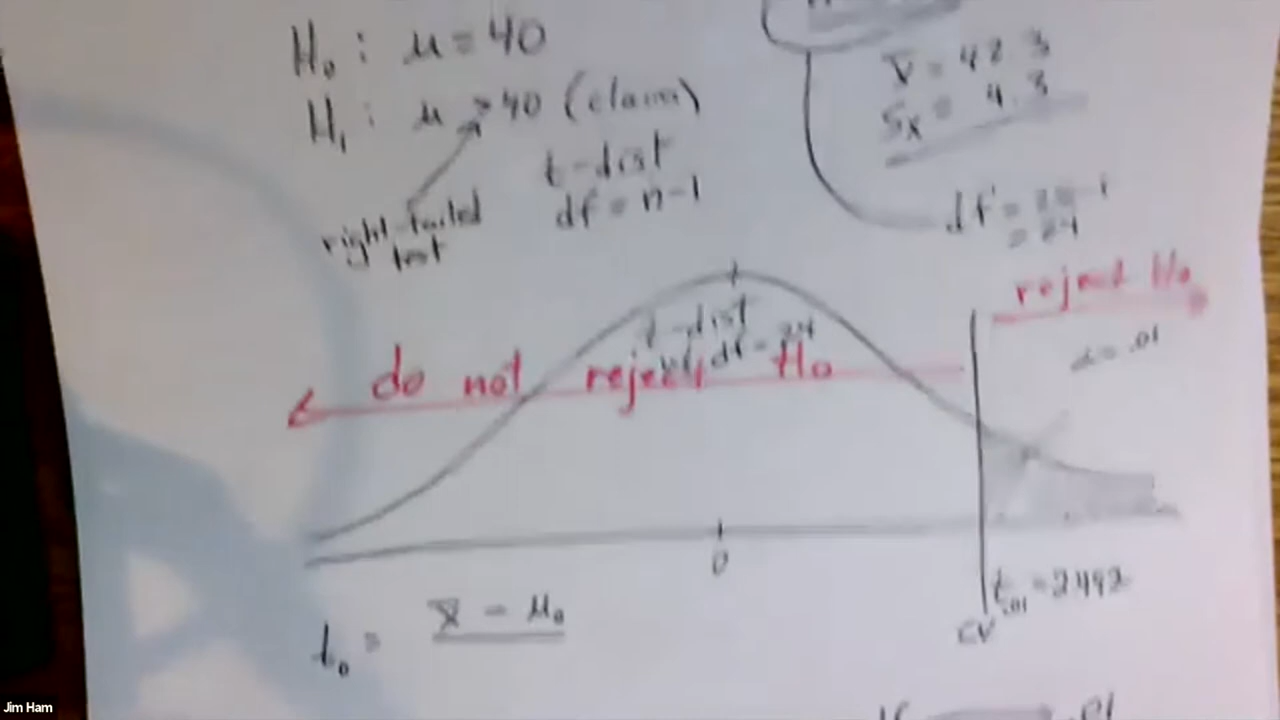 H₀ : μ = 40
H₁ : μ > 40 (claim)
right-tailed
test
t-dist
df = n-1
x̄ = 42.3
Sx = 4.3
df = 25-1
= 24
reject H₀
α = .01
t-dist
w/ df = 24
do not reject H₀
0
t.01 = 2.492
CV
t₀ = x̄ - μ₀
.01
Jim Ham